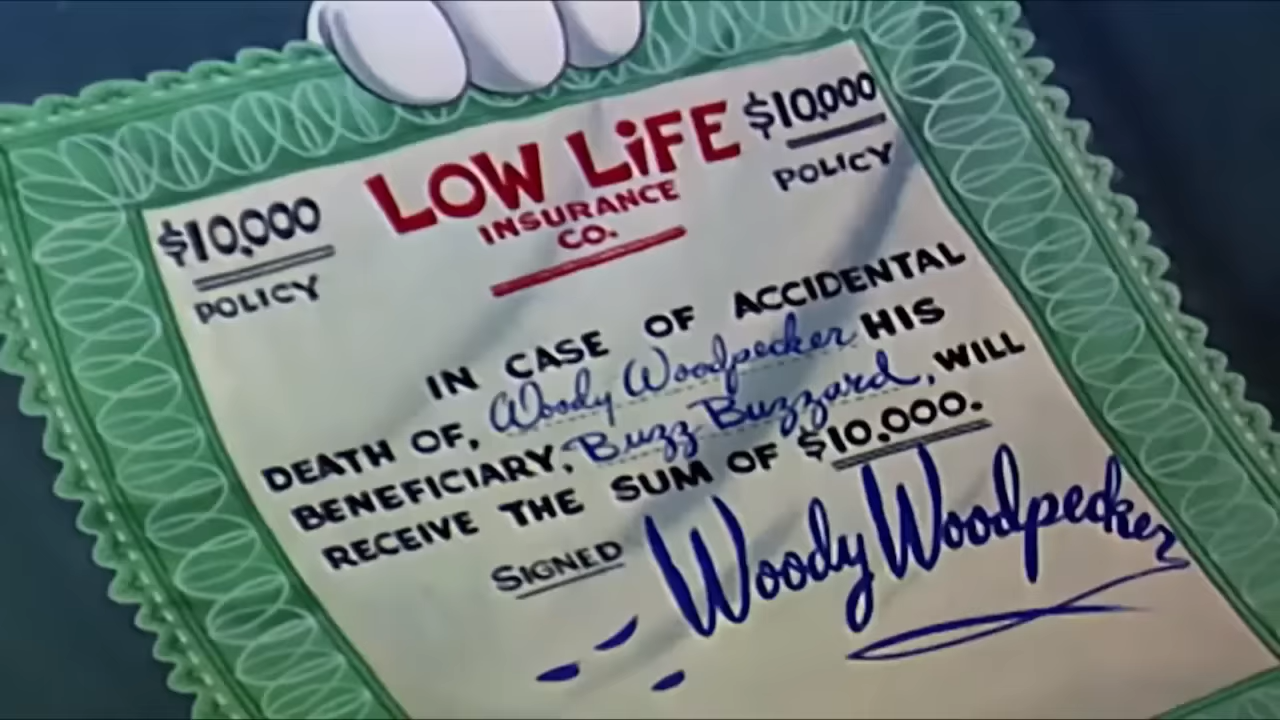 $10,000
POLICY
LOW LiFE
INSURANCE
CO.
$10,000
POLICY
IN CASE OF ACCIDENTAL
DEATH OF, Woody Woodpecker HIS
BENEFICIARY, Buzz Buzzard, WILL
RECEIVE THE SUM OF $10,000.
SIGNED Woody Woodpecker